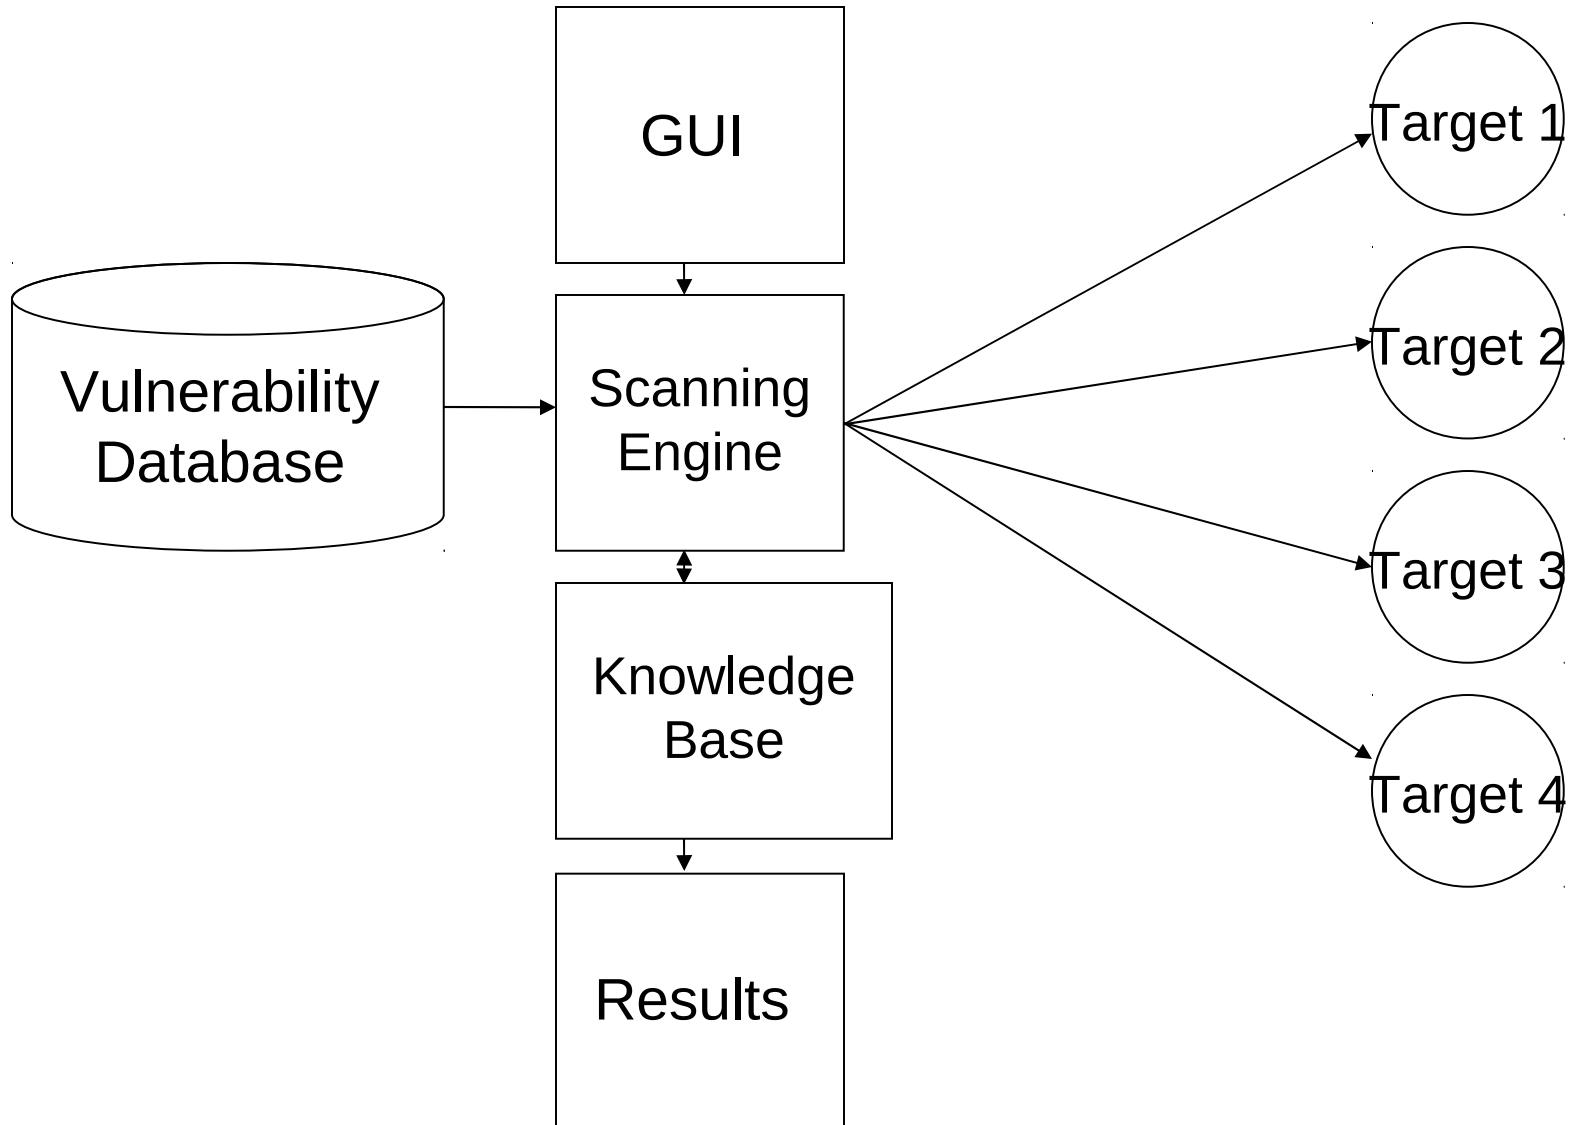 GUI
Vulnerability
Database
Scanning
Engine
Knowledge
Base
Results
Target 1
Target 2
Target 3
Target 4